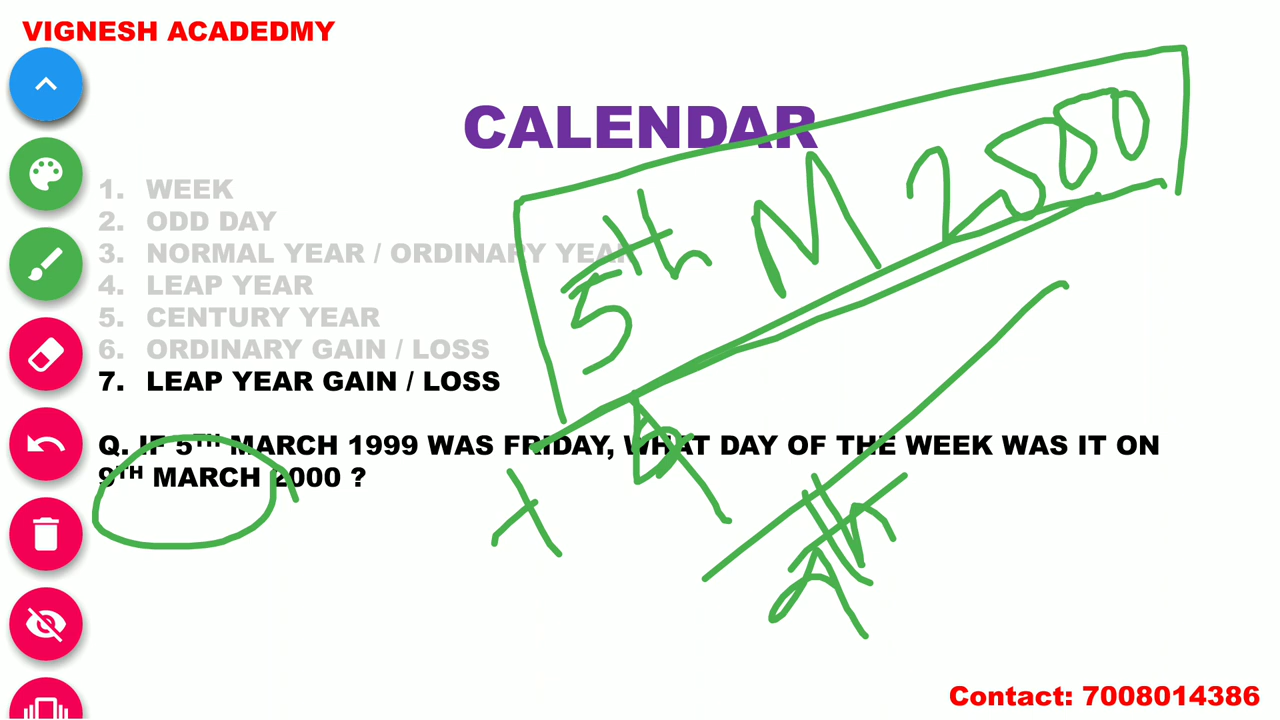 VIGNESH ACADEDMY
CALENDAR
1. WEEK
2. ODD DAY
3. NORMAL YEAR / ORDINARY YEAR
4. LEAP YEAR
5. CENTURY YEAR
6. ORDINARY GAIN / LOSS
7. LEAP YEAR GAIN / LOSS
5th M 2000
Q. IF 5TH MARCH 1999 WAS FRIDAY, WHAT DAY OF THE WEEK WAS IT ON
9TH MARCH 2000 ?
Contact: 7008014386